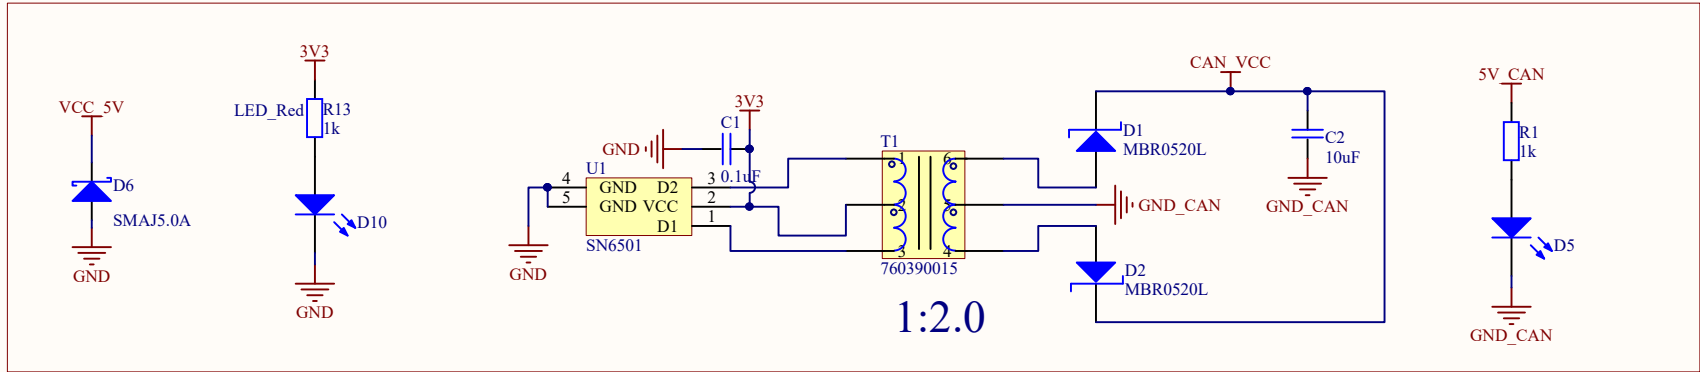 VCC_5V
D6
SMAJ5.0A
GND
3V3
LED_Red R13
1k
D10
GND
3V3
C1
GND
0.1uF
U1
4 GND D2 3
5 GND VCC 2
D1 1
SN6501
GND
T1
1 6
2 5
3 4
760390015
1:2.0
CAN_VCC
D1
MBR0520L
C2
10uF
GND_CAN
GND_CAN
D2
MBR0520L
5V_CAN
R1
1k
D5
GND_CAN